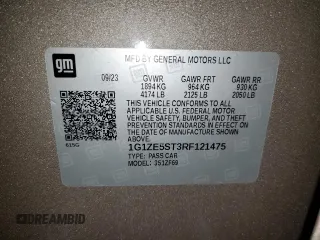 gm
MFD BY GENERAL MOTORS LLC
09/23 GVWR GAWR FRT GAWR RR
1894 KG 964 KG 930 KG
4174 LB 2125 LB 2050 LB
THIS VEHICLE CONFORMS TO ALL
APPLICABLE U.S. FEDERAL MOTOR
VEHICLE SAFETY, BUMPER, AND THEFT
PREVENTION STANDARDS IN EFFECT ON
THE DATE OF MANUFACTURE SHOWN
ABOVE.
615G
1G1ZE5ST3RF121475
TYPE: PASS CAR
MODEL: 3512F69
DREAMBID